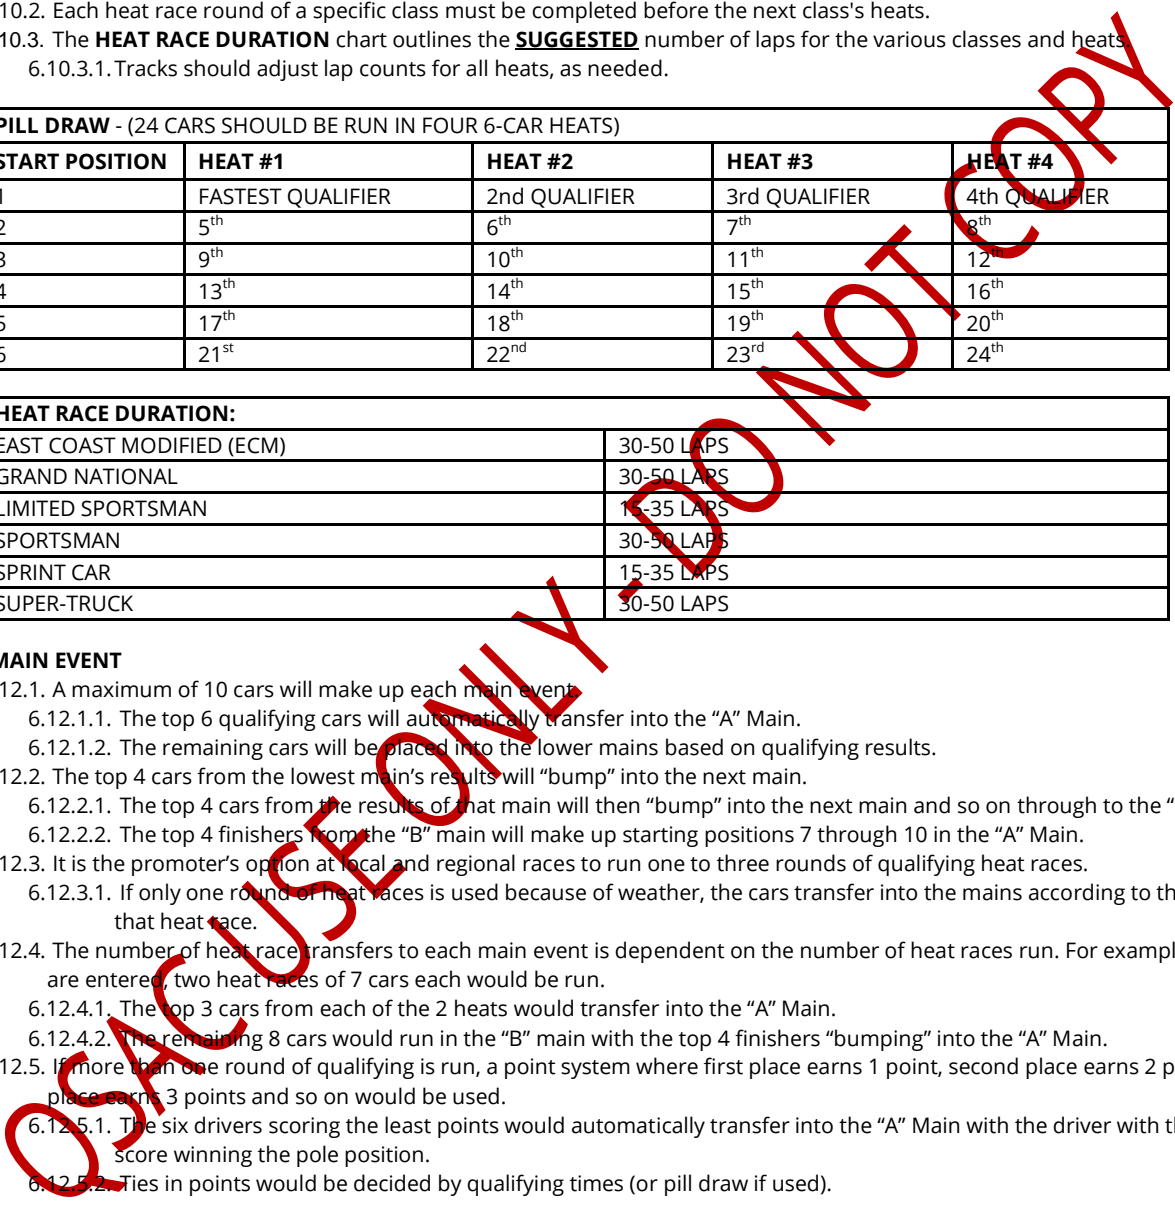 10.2. Each heat race round of a specific class must be completed before the next class's heats.
10.3. The HEAT RACE DURATION chart outlines the SUGGESTED number of laps for the various classes and heats.
6.10.3.1. Tracks should adjust lap counts for all heats, as needed.
PILL DRAW - (24 CARS SHOULD BE RUN IN FOUR 6-CAR HEATS)
START POSITION HEAT #1 HEAT #2 HEAT #3 HEAT #4
1 FASTEST QUALIFIER 2nd QUALIFIER 3rd QUALIFIER 4th QUALIFIER
2 5th 6th 7th 8th
3 9th 10th 11th 12th
4 13th 14th 15th 16th
5 17th 18th 19th 20th
6 21st 22nd 23rd 24th
HEAT RACE DURATION:
EAST COAST MODIFIED (ECM) 30-50 LAPS
GRAND NATIONAL 30-50 LAPS
LIMITED SPORTSMAN 15-35 LAPS
SPORTSMAN 30-50 LAPS
SPRINT CAR 15-35 LAPS
SUPER-TRUCK 30-50 LAPS
MAIN EVENT
12.1. A maximum of 10 cars will make up each main event.
6.12.1.1. The top 6 qualifying cars will automatically transfer into the “A” Main.
6.12.1.2. The remaining cars will be placed into the lower mains based on qualifying results.
12.2. The top 4 cars from the lowest main’s results will “bump” into the next main.
6.12.2.1. The top 4 cars from the results of that main will then “bump” into the next main and so on through to the “
6.12.2.2. The top 4 finishers from the “B” main will make up starting positions 7 through 10 in the “A” Main.
12.3. It is the promoter’s option at local and regional races to run one to three rounds of qualifying heat races.
6.12.3.1. If only one round of heat races is used because of weather, the cars transfer into the mains according to th
that heat race.
12.4. The number of heat race transfers to each main event is dependent on the number of heat races run. For exampl
are entered, two heat races of 7 cars each would be run.
6.12.4.1. The top 3 cars from each of the 2 heats would transfer into the “A” Main.
6.12.4.2. The remaining 8 cars would run in the “B” main with the top 4 finishers “bumping” into the “A” Main.
12.5. If more than one round of qualifying is run, a point system where first place earns 1 point, second place earns 2 p
place earns 3 points and so on would be used.
6.12.5.1. The six drivers scoring the least points would automatically transfer into the “A” Main with the driver with th
score winning the pole position.
6.12.5.2. Ties in points would be decided by qualifying times (or pill draw if used).
OSAC USE ONLY - DO NOT COPY